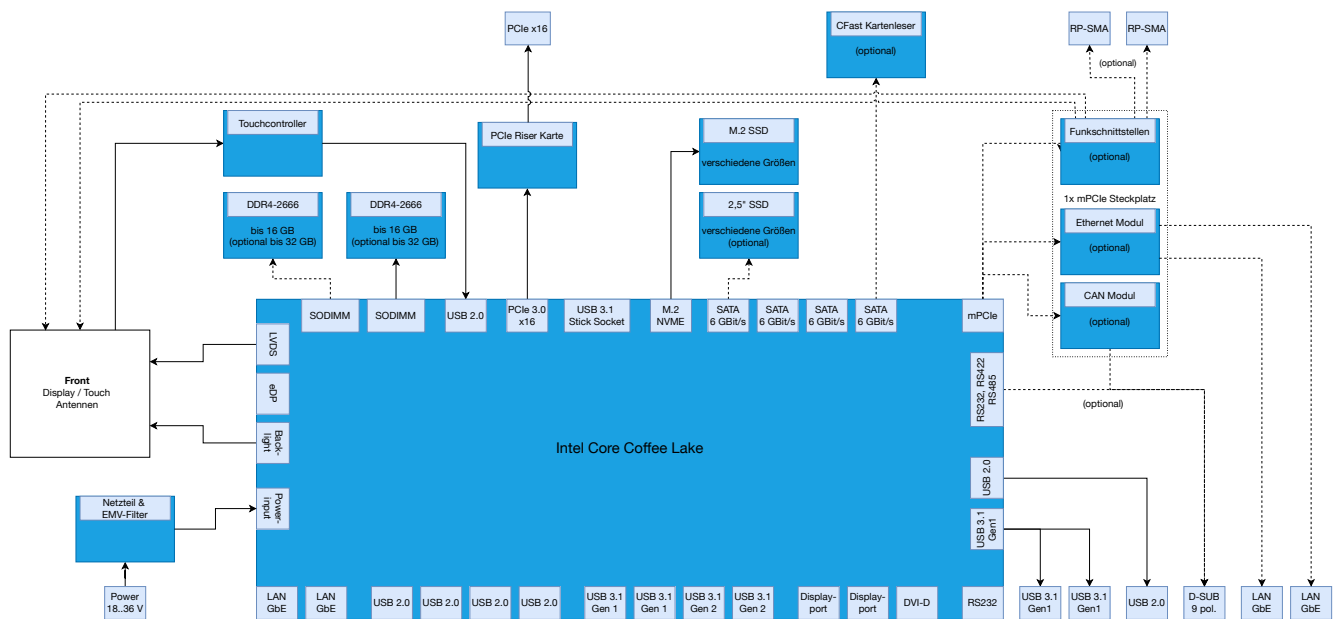 PCIe x16
CFast Kartenleser
(optional)
RP-SMA
RP-SMA
(optional)
Touchcontroller
PCIe Riser Karte
M.2 SSD
verschiedene Größen
Funkschnittstellen
(optional)
DDR4-2666
bis 16 GB
(optional bis 32 GB)
DDR4-2666
bis 16 GB
(optional bis 32 GB)
2,5" SSD
verschiedene Größen
(optional)
1x mPCIe Steckplatz
Ethernet Modul
(optional)
CAN Modul
(optional)
SODIMM
SODIMM
USB 2.0
PCIe 3.0
x16
USB 3.1
Stick Socket
M.2
NVME
SATA
6 GBit/s
SATA
6 GBit/s
SATA
6 GBit/s
SATA
6 GBit/s
mPCIe
LVDS
eDP
Back-
light
Power-
input
Front
Display / Touch
Antennen
RS232, RS422
RS485
(optional)
Intel Core Coffee Lake
USB 2.0
USB 3.1
Gen1
Netzteil &
EMV-Filter
Power
18..36 V
LAN
GbE
LAN
GbE
USB 2.0
USB 2.0
USB 2.0
USB 2.0
USB 3.1
Gen 1
USB 3.1
Gen 1
USB 3.1
Gen 2
USB 3.1
Gen 2
Display-
port
Display-
port
DVI-D
RS232
USB 3.1
Gen1
USB 3.1
Gen1
USB 2.0
D-SUB
9 pol.
LAN
GbE
LAN
GbE